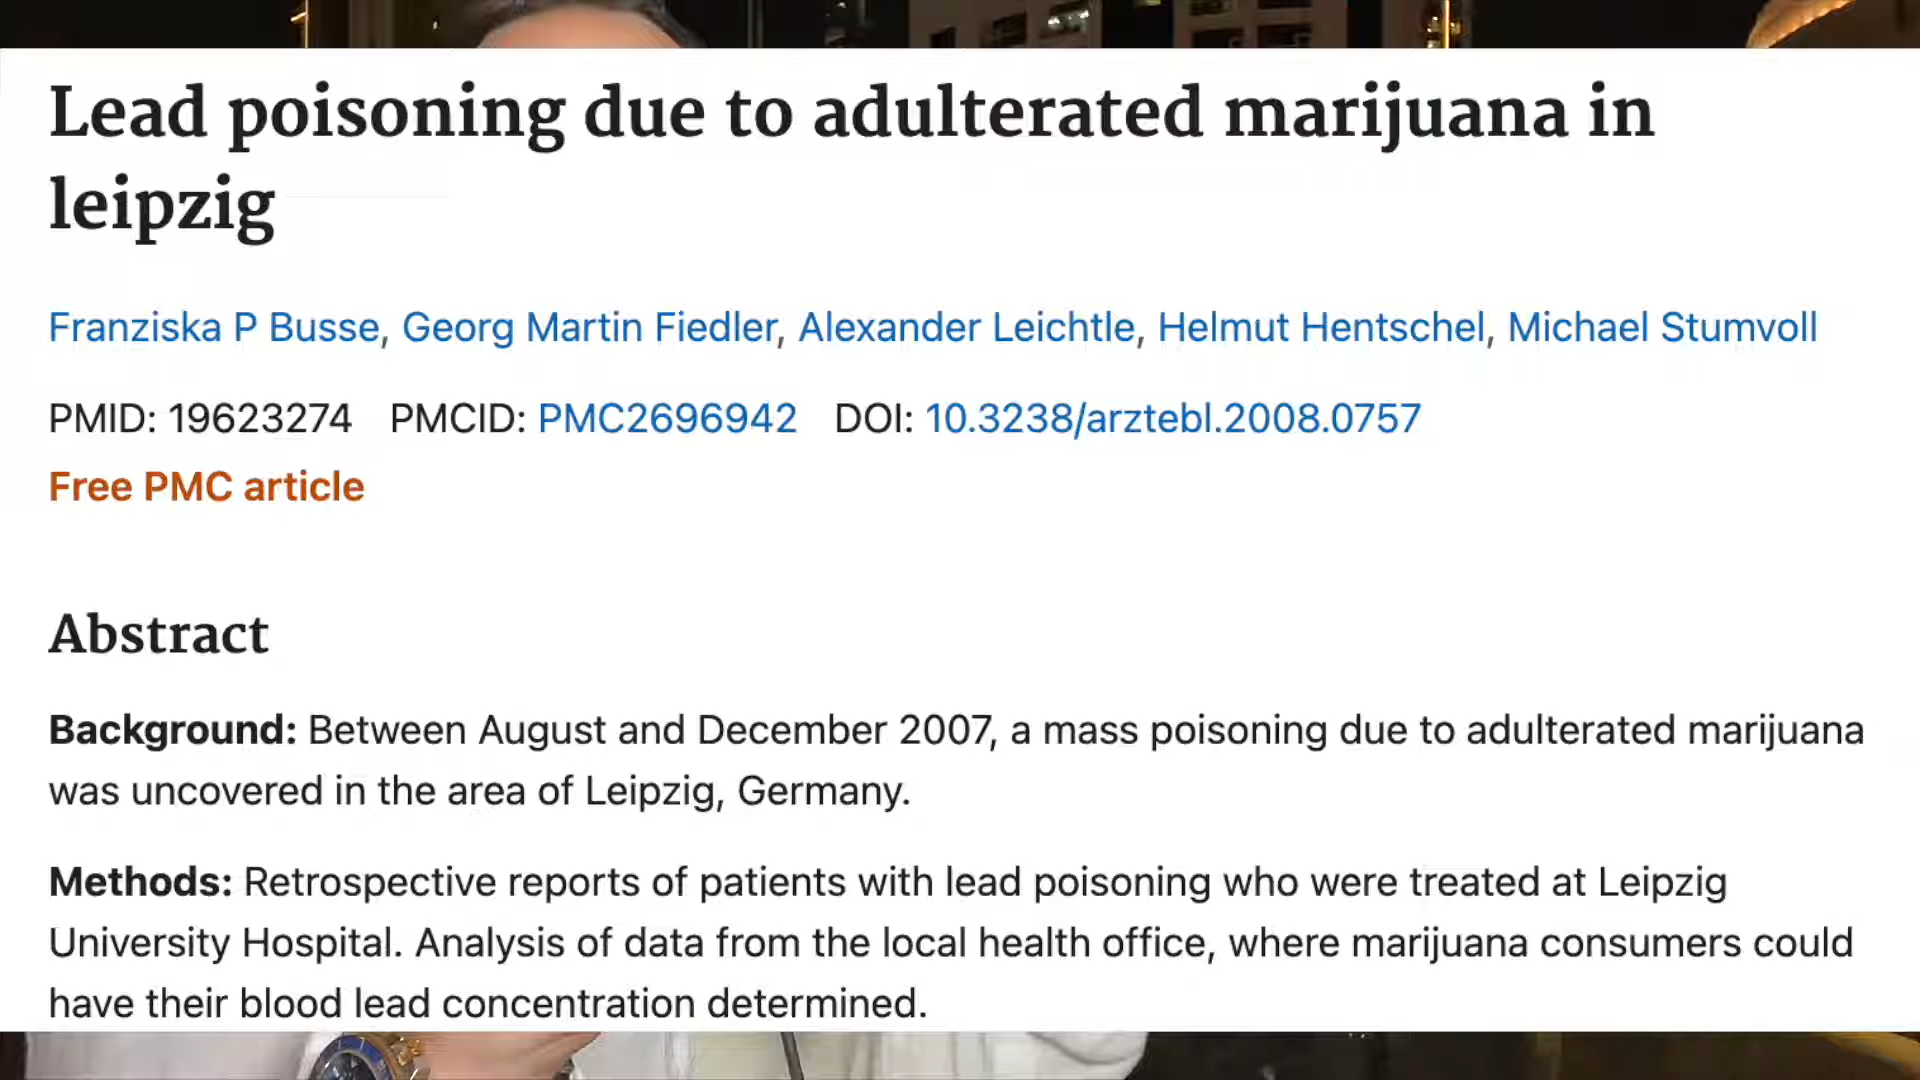 Lead poisoning due to adulterated marijuana in
leipzig
Franziska P Busse, Georg Martin Fiedler, Alexander Leichtle, Helmut Hentschel, Michael Stumvoll
PMID: 19623274 PMCID: PMC2696942 DOI: 10.3238/arztebl.2008.0757
Free PMC article
Abstract
Background: Between August and December 2007, a mass poisoning due to adulterated marijuana
was uncovered in the area of Leipzig, Germany.
Methods: Retrospective reports of patients with lead poisoning who were treated at Leipzig
University Hospital. Analysis of data from the local health office, where marijuana consumers could
have their blood lead concentration determined.